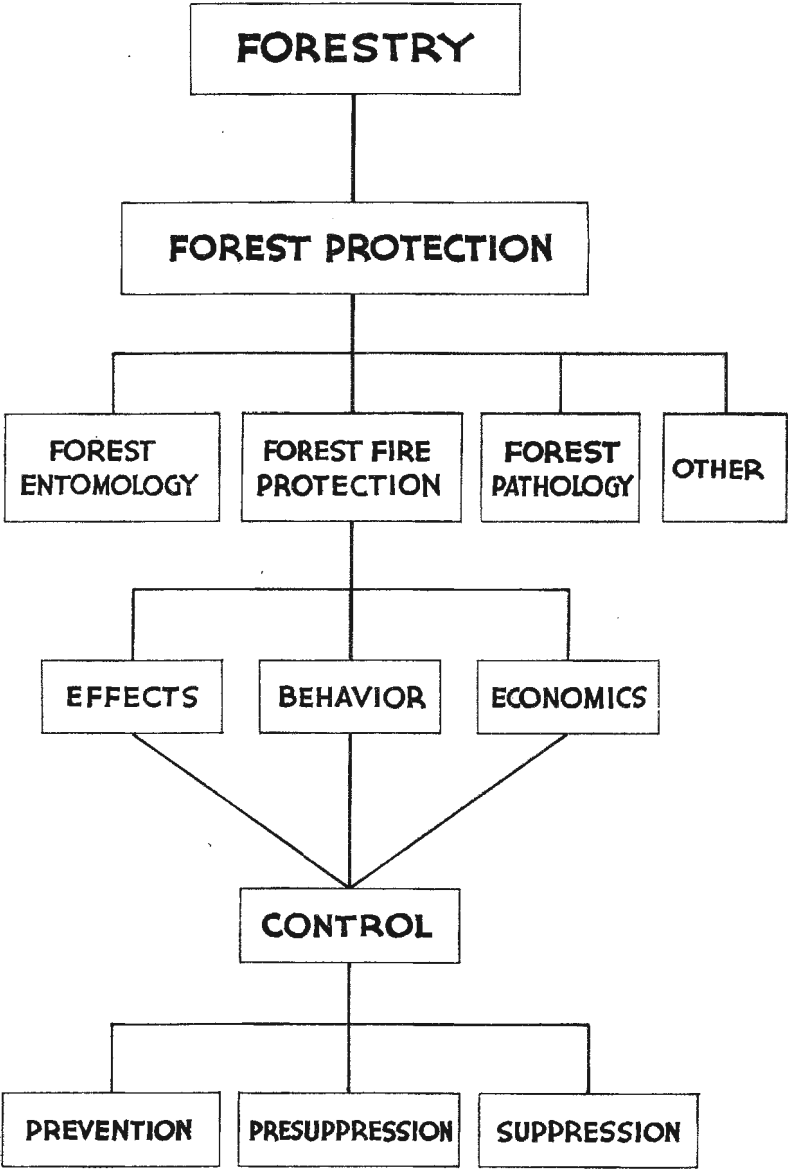 FORESTRY
FOREST PROTECTION
FOREST
ENTOMOLOGY
FOREST FIRE
PROTECTION
FOREST
PATHOLOGY
OTHER
EFFECTS
BEHAVIOR
ECONOMICS
CONTROL
PREVENTION
PRESUPPRESSION
SUPPRESSION